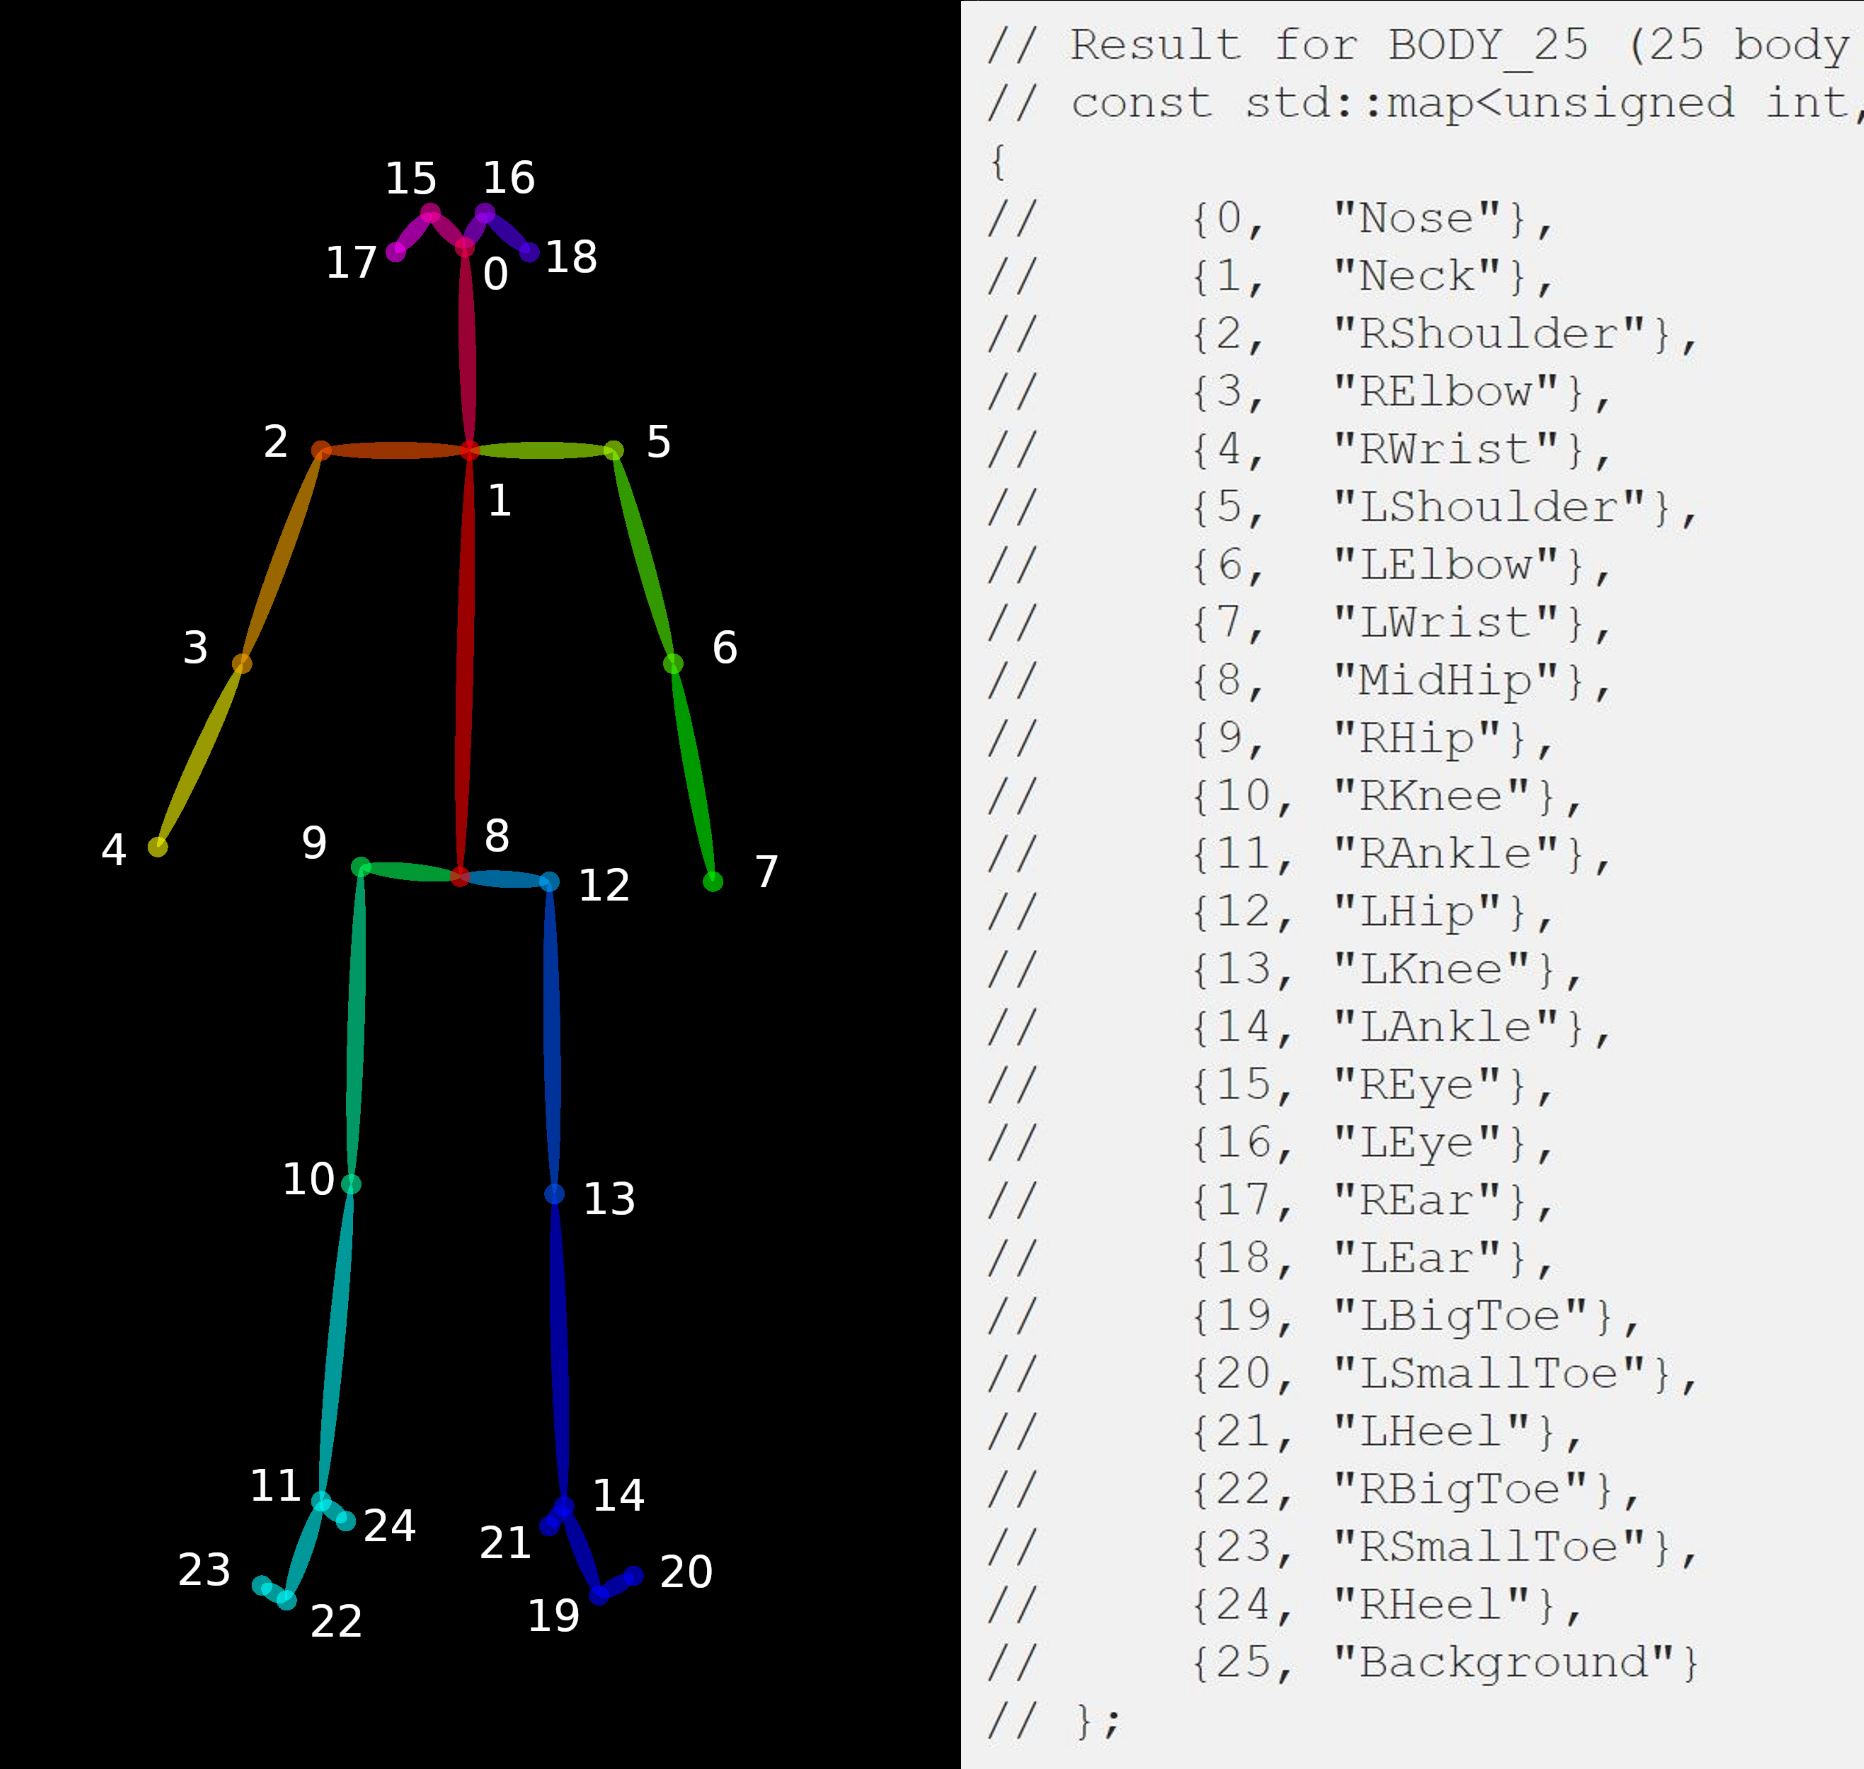 15 16
17 0 18
2 5
1
3 6
4 9 8 12 7
10 13
11 24 21 14
23 22 19 20
// Result for BODY_25 (25 body
// const std::map<unsigned int,
{
// {0, "Nose"},
// {1, "Neck"},
// {2, "RShoulder"},
// {3, "RElbow"},
// {4, "RWrist"},
// {5, "LShoulder"},
// {6, "LElbow"},
// {7, "LWrist"},
// {8, "MidHip"},
// {9, "RHip"},
// {10, "RKnee"},
// {11, "RAnkle"},
// {12, "LHip"},
// {13, "LKnee"},
// {14, "LAnkle"},
// {15, "REye"},
// {16, "LEye"},
// {17, "REar"},
// {18, "LEar"},
// {19, "LBigToe"},
// {20, "LSmallToe"},
// {21, "LHeel"},
// {22, "RBigToe"},
// {23, "RSmallToe"},
// {24, "RHeel"},
// {25, "Background"}
// };